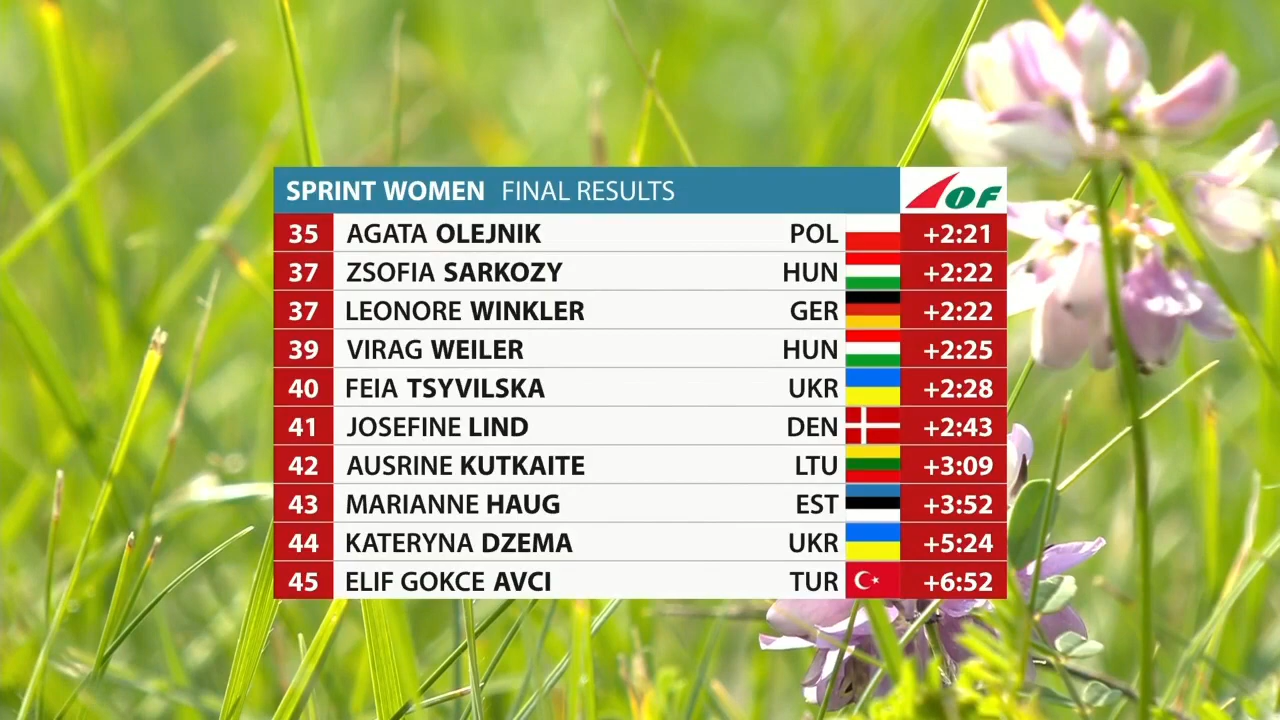 SPRINT WOMEN FINAL RESULTS IOF
35 AGATA OLEJNIK POL +2:21
37 ZSOFIA SARKOZY HUN +2:22
37 LEONORE WINKLER GER +2:22
39 VIRAG WEILER HUN +2:25
40 FEIA TSYVILSKA UKR +2:28
41 JOSEFINE LIND DEN +2:43
42 AUSRINE KUTKAITE LTU +3:09
43 MARIANNE HAUG EST +3:52
44 KATERYNA DZEMA UKR +5:24
45 ELIF GOKCE AVCI TUR +6:52